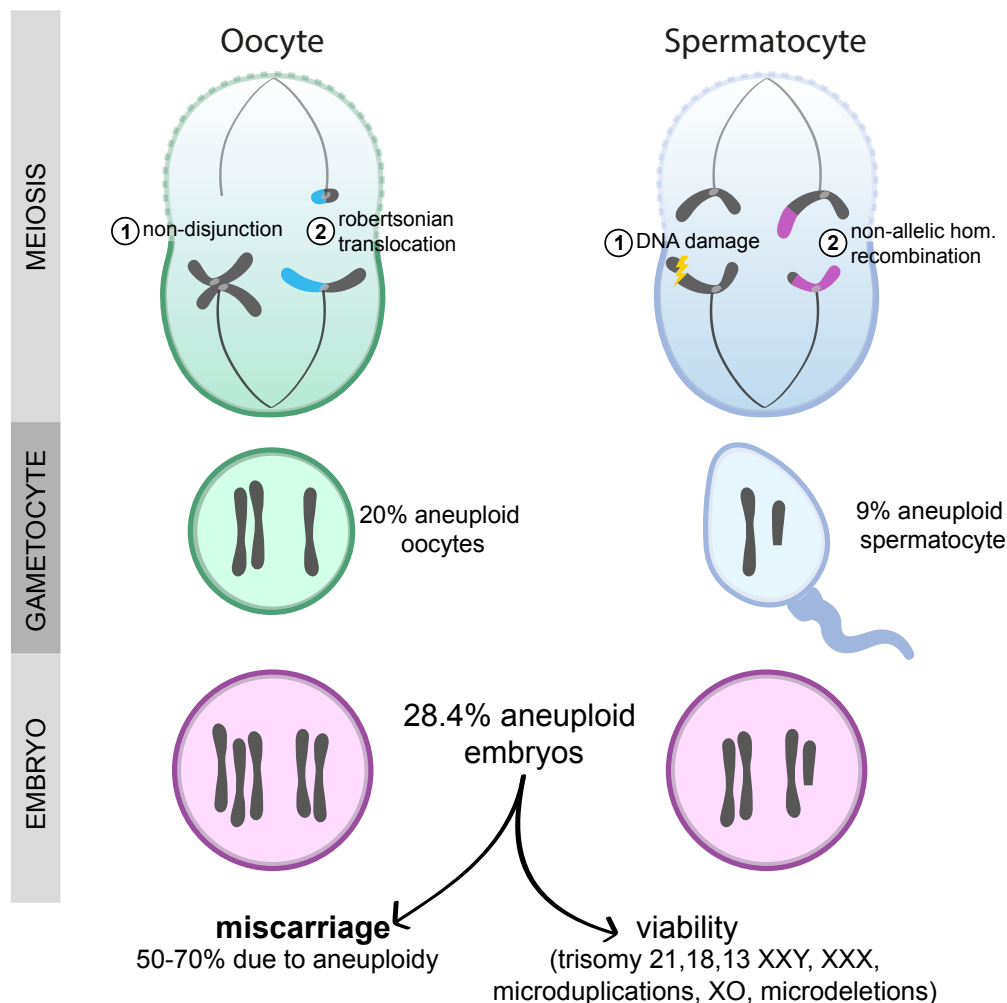 Oocyte
Spermatocyte
MEIOSIS
1 non-disjunction
2 robertsonian
translocation
1 DNA damage
2 non-allelic hom.
recombination
GAMETOCYTE
20% aneuploid
oocytes
9% aneuploid
spermatocyte
EMBRYO
28.4% aneuploid
embryos
miscarriage
50-70% due to aneuploidy
viability
(trisomy 21,18,13 XXY, XXX,
microduplications, XO, microdeletions)